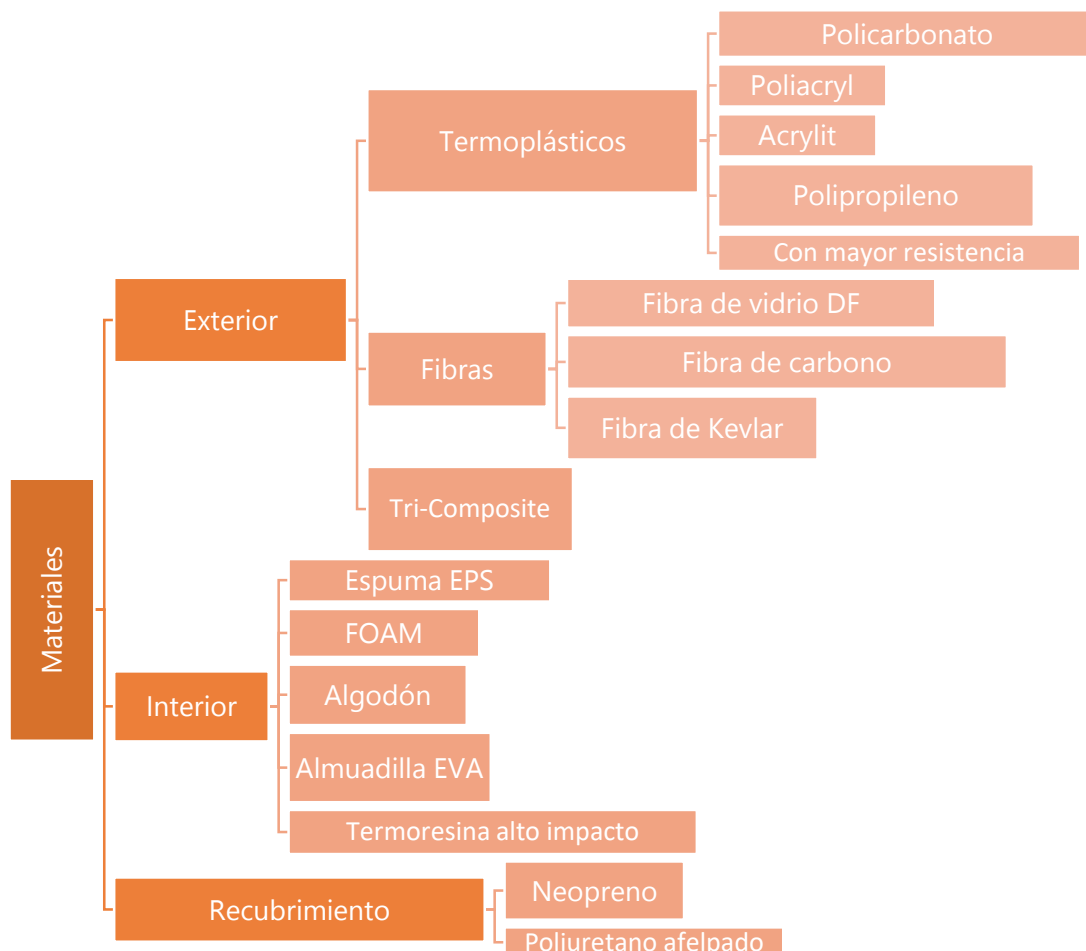 Materiales
Exterior
Termoplásticos
Policarbonato
Poliacryl
Acrylit
Polipropileno
Con mayor resistencia
Fibras
Fibra de vidrio DF
Fibra de carbono
Fibra de Kevlar
Tri-Composite
Interior
Espuma EPS
FOAM
Algodón
Almuadilla EVA
Termoresina alto impacto
Recubrimiento
Neopreno
Poliuretano afelpado